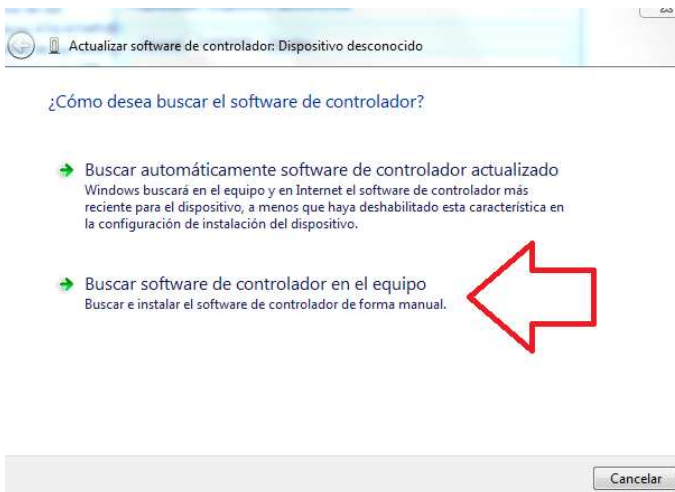 Actualizar software de controlador: Dispositivo desconocido
¿Cómo desea buscar el software de controlador?
Buscar automáticamente software de controlador actualizado
Windows buscará en el equipo y en Internet el software de controlador más
reciente para el dispositivo, a menos que haya deshabilitado esta característica en
la configuración de instalación del dispositivo.
Buscar software de controlador en el equipo
Buscar e instalar el software de controlador de forma manual.
Cancelar